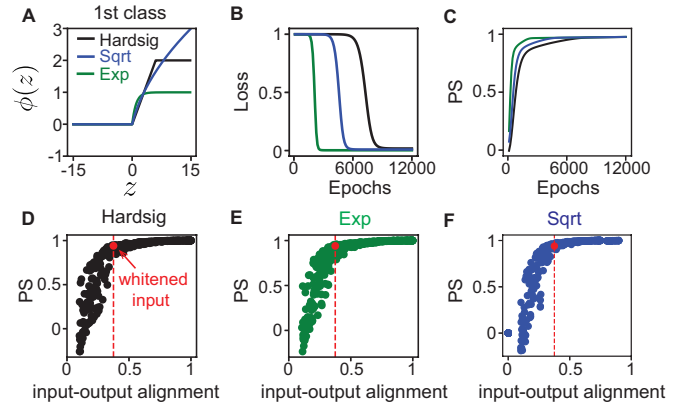 A 1st class
3
2
1
0
1
Hardsig
Sqrt
Exp
ϕ(z)
-15 0 15
z
B
1
0.5
0
Loss
0 6000 12000
Epochs
C
1
0.5
0
PS
0 6000 12000
Epochs
D Hardsig
1
0.5
0
PS
whitened
input
0 0.5 1
input-output alignment
E Exp
1
0.5
0
PS
0 0.5 1
input-output alignment
F Sqrt
1
0.5
0
PS
0 0.5 1
input-output alignment